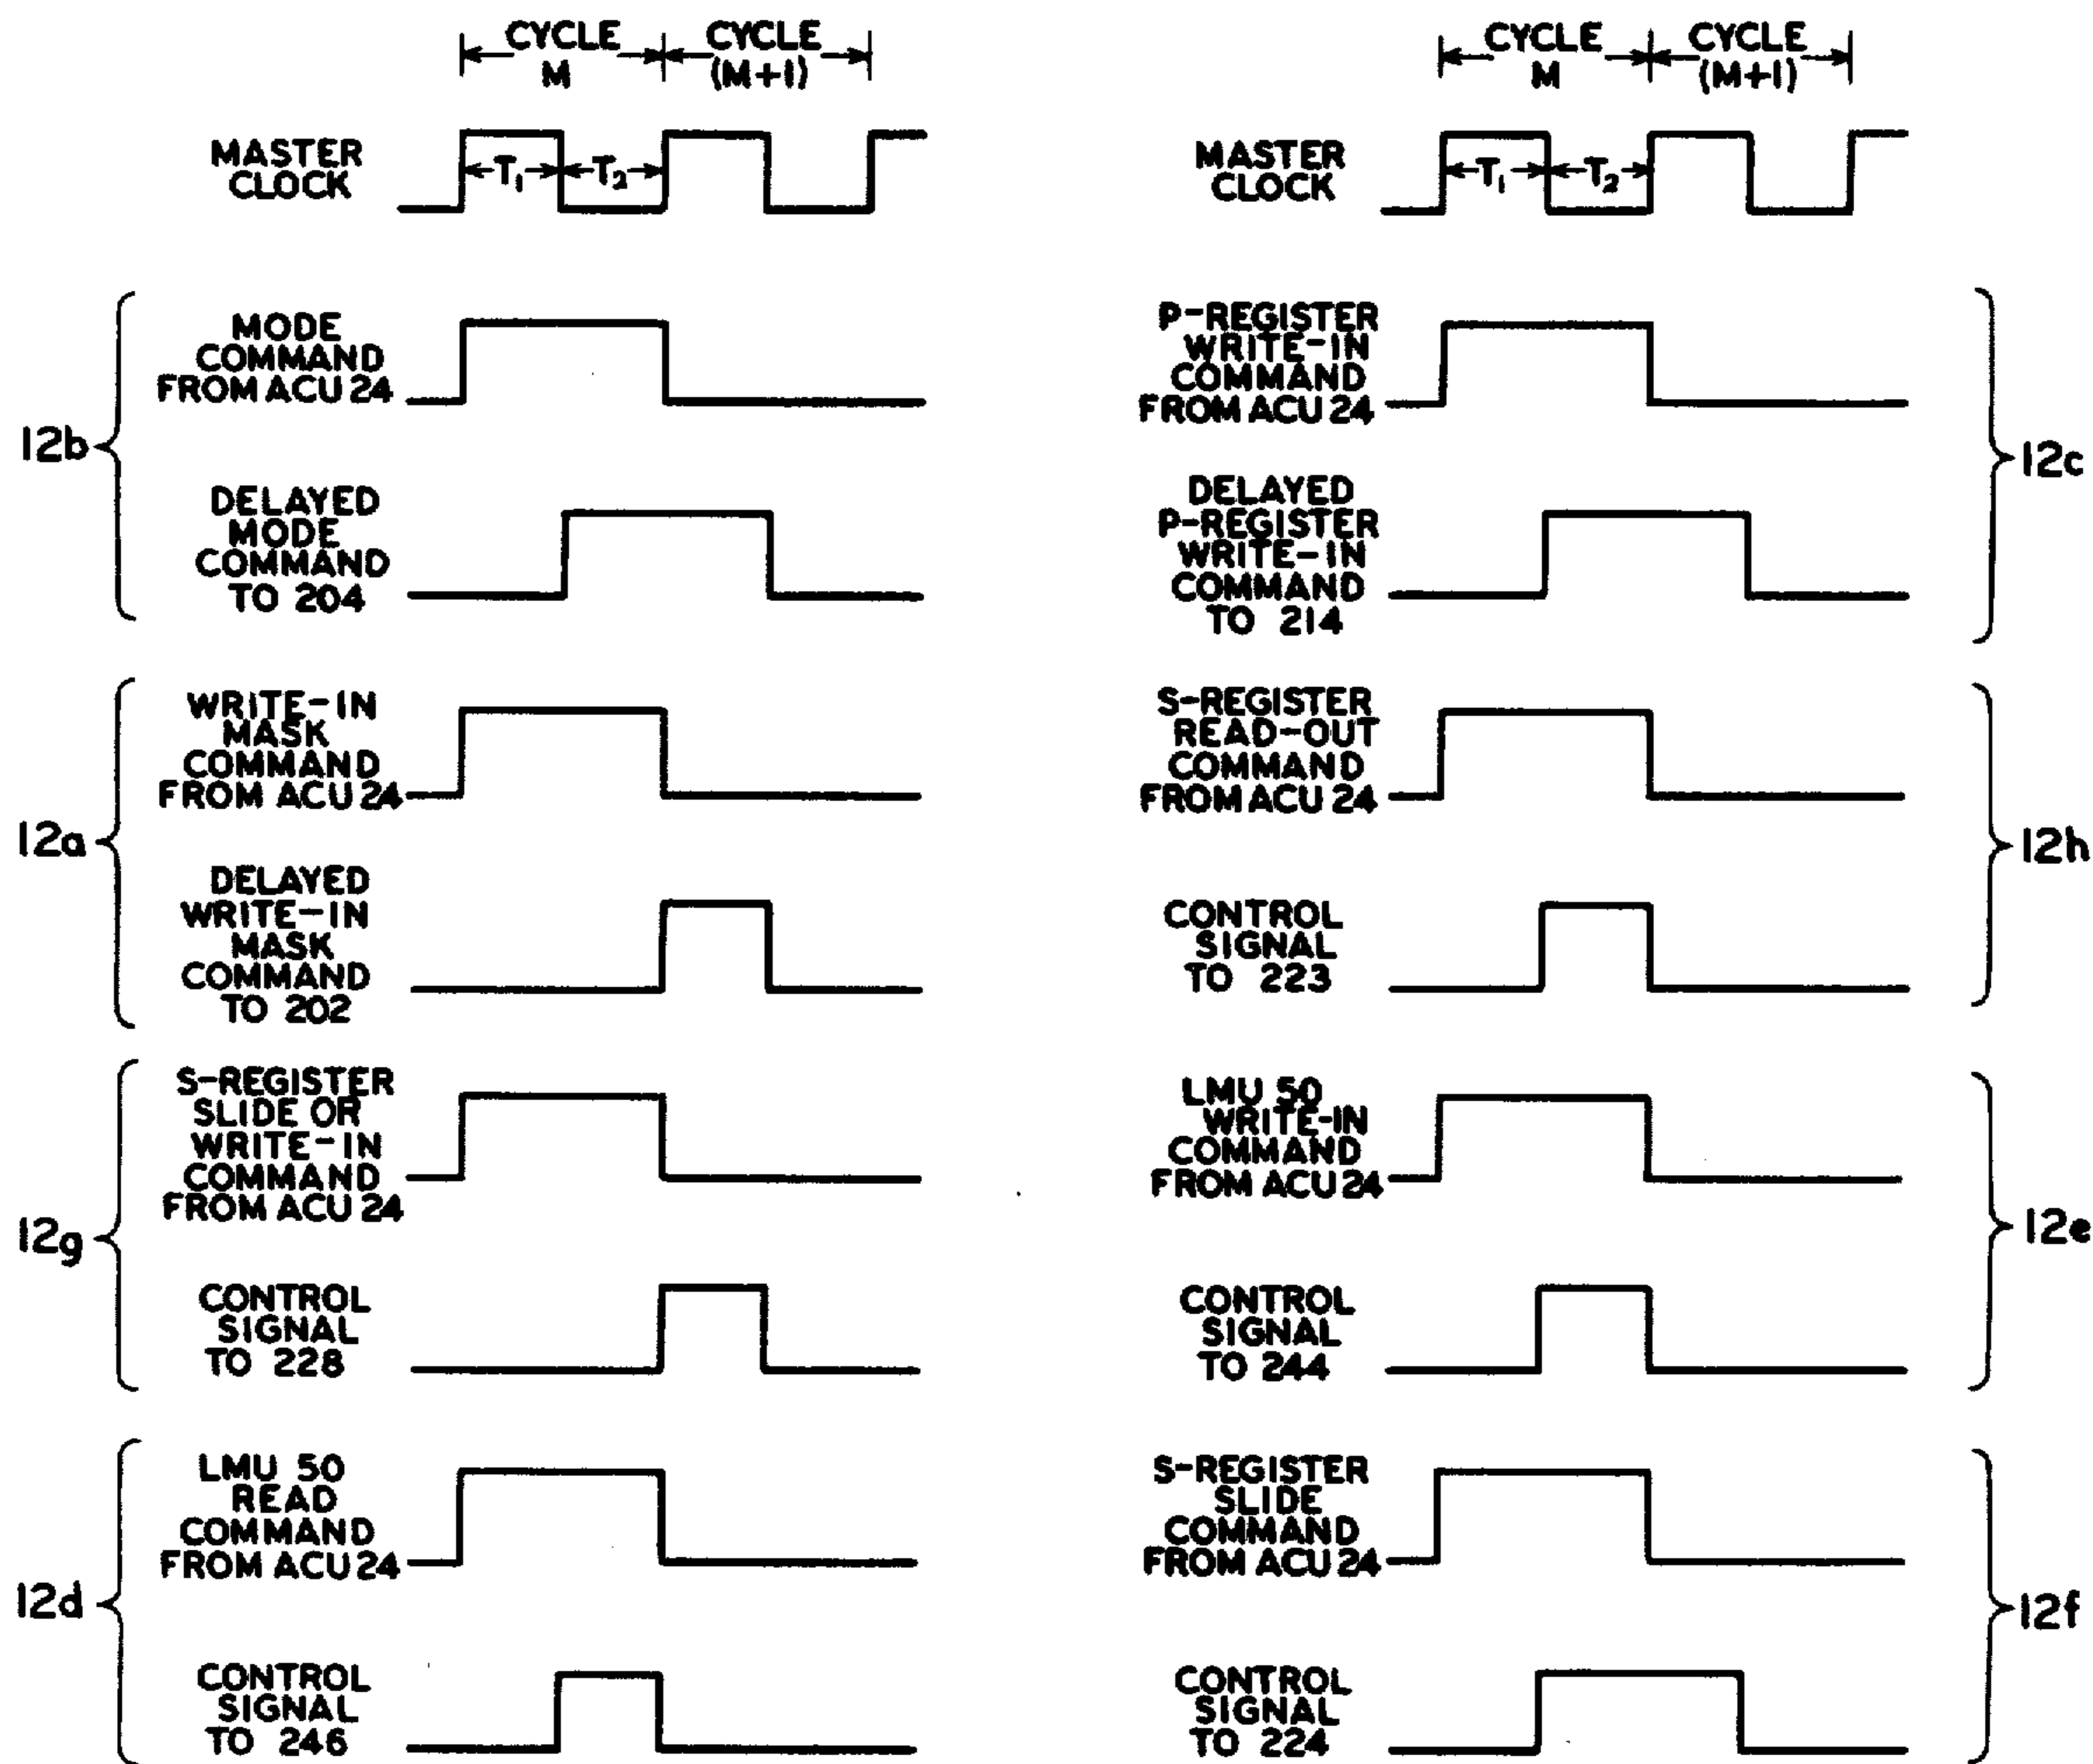 CYCLE
M
CYCLE
(M+1)
MASTER
CLOCK
T1
T2
12b
MODE
COMMAND
FROM ACU 24
DELAYED
MODE
COMMAND
TO 204
12a
WRITE-IN
MASK
COMMAND
FROM ACU 24
DELAYED
WRITE-IN
MASK
COMMAND
TO 202
12g
S-REGISTER
SLIDE OR
WRITE-IN
COMMAND
FROM ACU 24
CONTROL
SIGNAL
TO 228
12d
LMU 50
READ
COMMAND
FROM ACU 24
CONTROL
SIGNAL
TO 246
CYCLE
M
CYCLE
(M+1)
MASTER
CLOCK
T1
T2
P-REGISTER
WRITE-IN
COMMAND
FROM ACU 24
12c
DELAYED
P-REGISTER
WRITE-IN
COMMAND
TO 214
S-REGISTER
READ-OUT
COMMAND
FROM ACU 24
12h
CONTROL
SIGNAL
TO 223
LMU 50
WRITE-IN
COMMAND
FROM ACU 24
12e
CONTROL
SIGNAL
TO 244
S-REGISTER
SLIDE
COMMAND
FROM ACU 24
12f
CONTROL
SIGNAL
TO 224